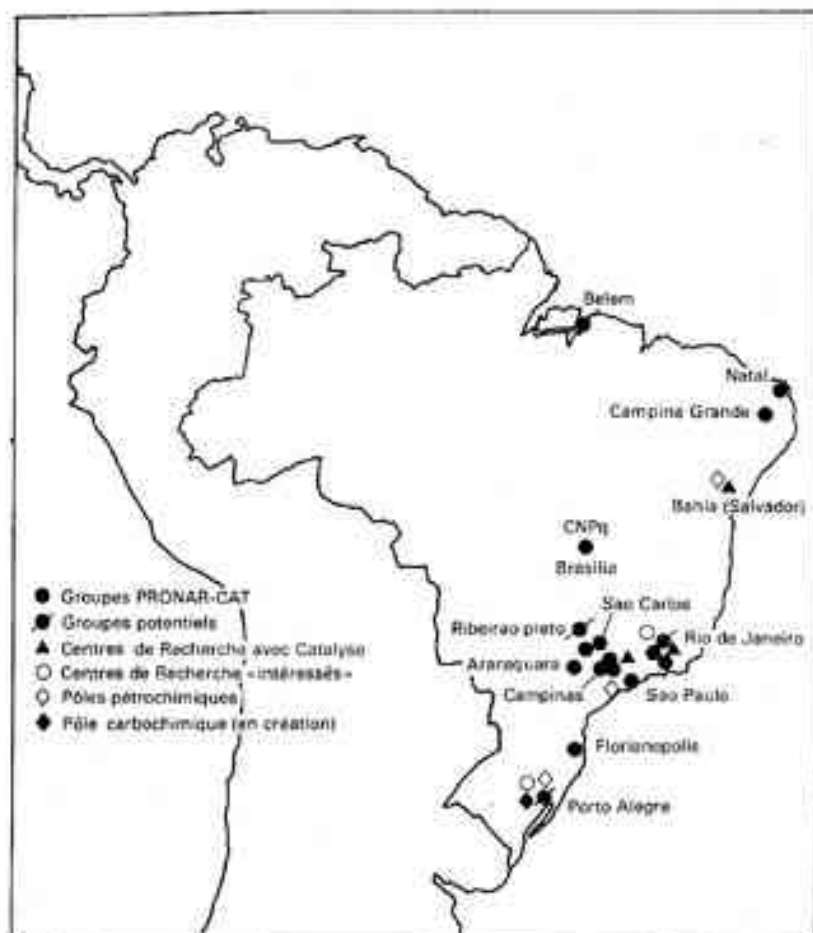 Belem
Natal
Campina Grande
Bahia (Salvador)
CNPq
Brasilia
Sao Carlos
Ribeirao preto
Rio de Janeiro
Araraquara
Campinas
Sao Paulo
Florianopolis
Porto Alegre
Groupes PRONAR-CAT
Groupes potentiels
Centres de Recherche avec Catalyse
Centres de Recherche «intéressés»
Pôles pétrochimiques
Pôle carbochimique (en création)